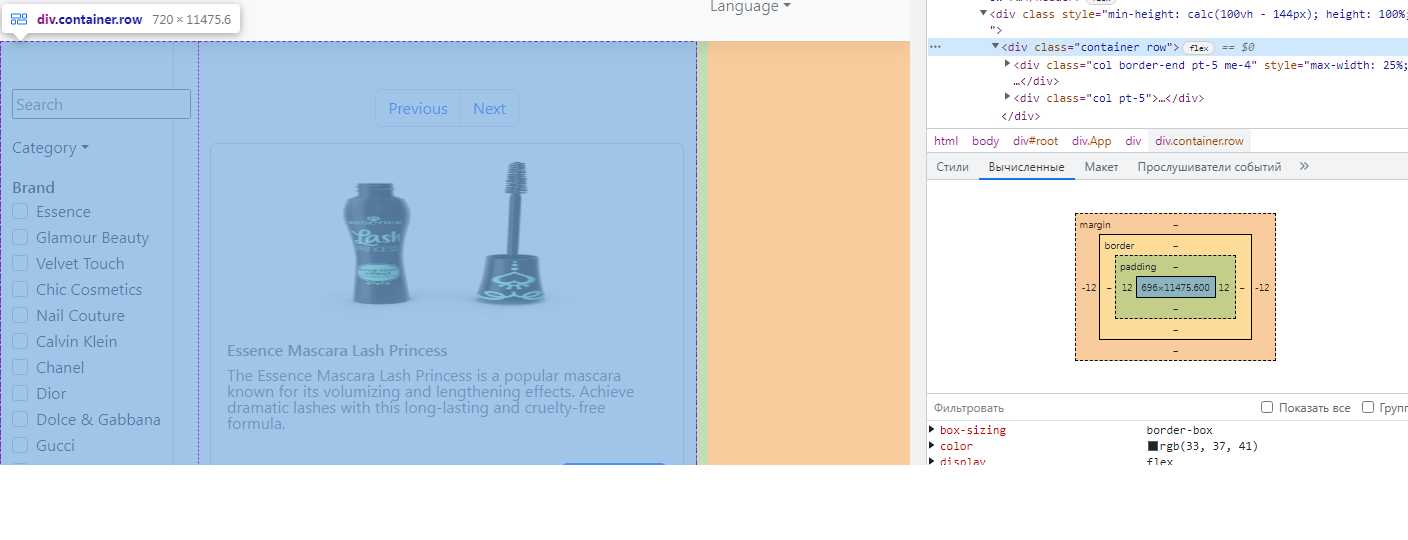 div.container.row 720 × 11475.6
Language
Search
Previous Next
Category
Brand
Essence
Glamour Beauty
Velvet Touch
Chic Cosmetics
Nail Couture
Calvin Klein
Chanel
Dior
Dolce & Gabbana
Gucci
essence
Lash
PRINCESS
Essence Mascara Lash Princess
The Essence Mascara Lash Princess is a popular mascara
known for its volumizing and lengthening effects. Achieve
dramatic lashes with this long-lasting and cruelty-free
formula.
<div class style="min-height: calc(100vh - 144px); height: 100%;
">
<div class="container row"> flex == $0
<div class="col border-end pt-5 me-4" style="max-width: 25%;
…</div>
<div class="col pt-5">…</div>
</div>
html body div#root div.App div div.container.row
Стили Вычисленные Макет Прослушиватели событий »
margin –
border –
padding –
-12 – 12 696×11475.600 12 – -12
–
–
–
Фильтровать Показать все Групп
box-sizing border-box
color rgb(33, 37, 41)
display flex